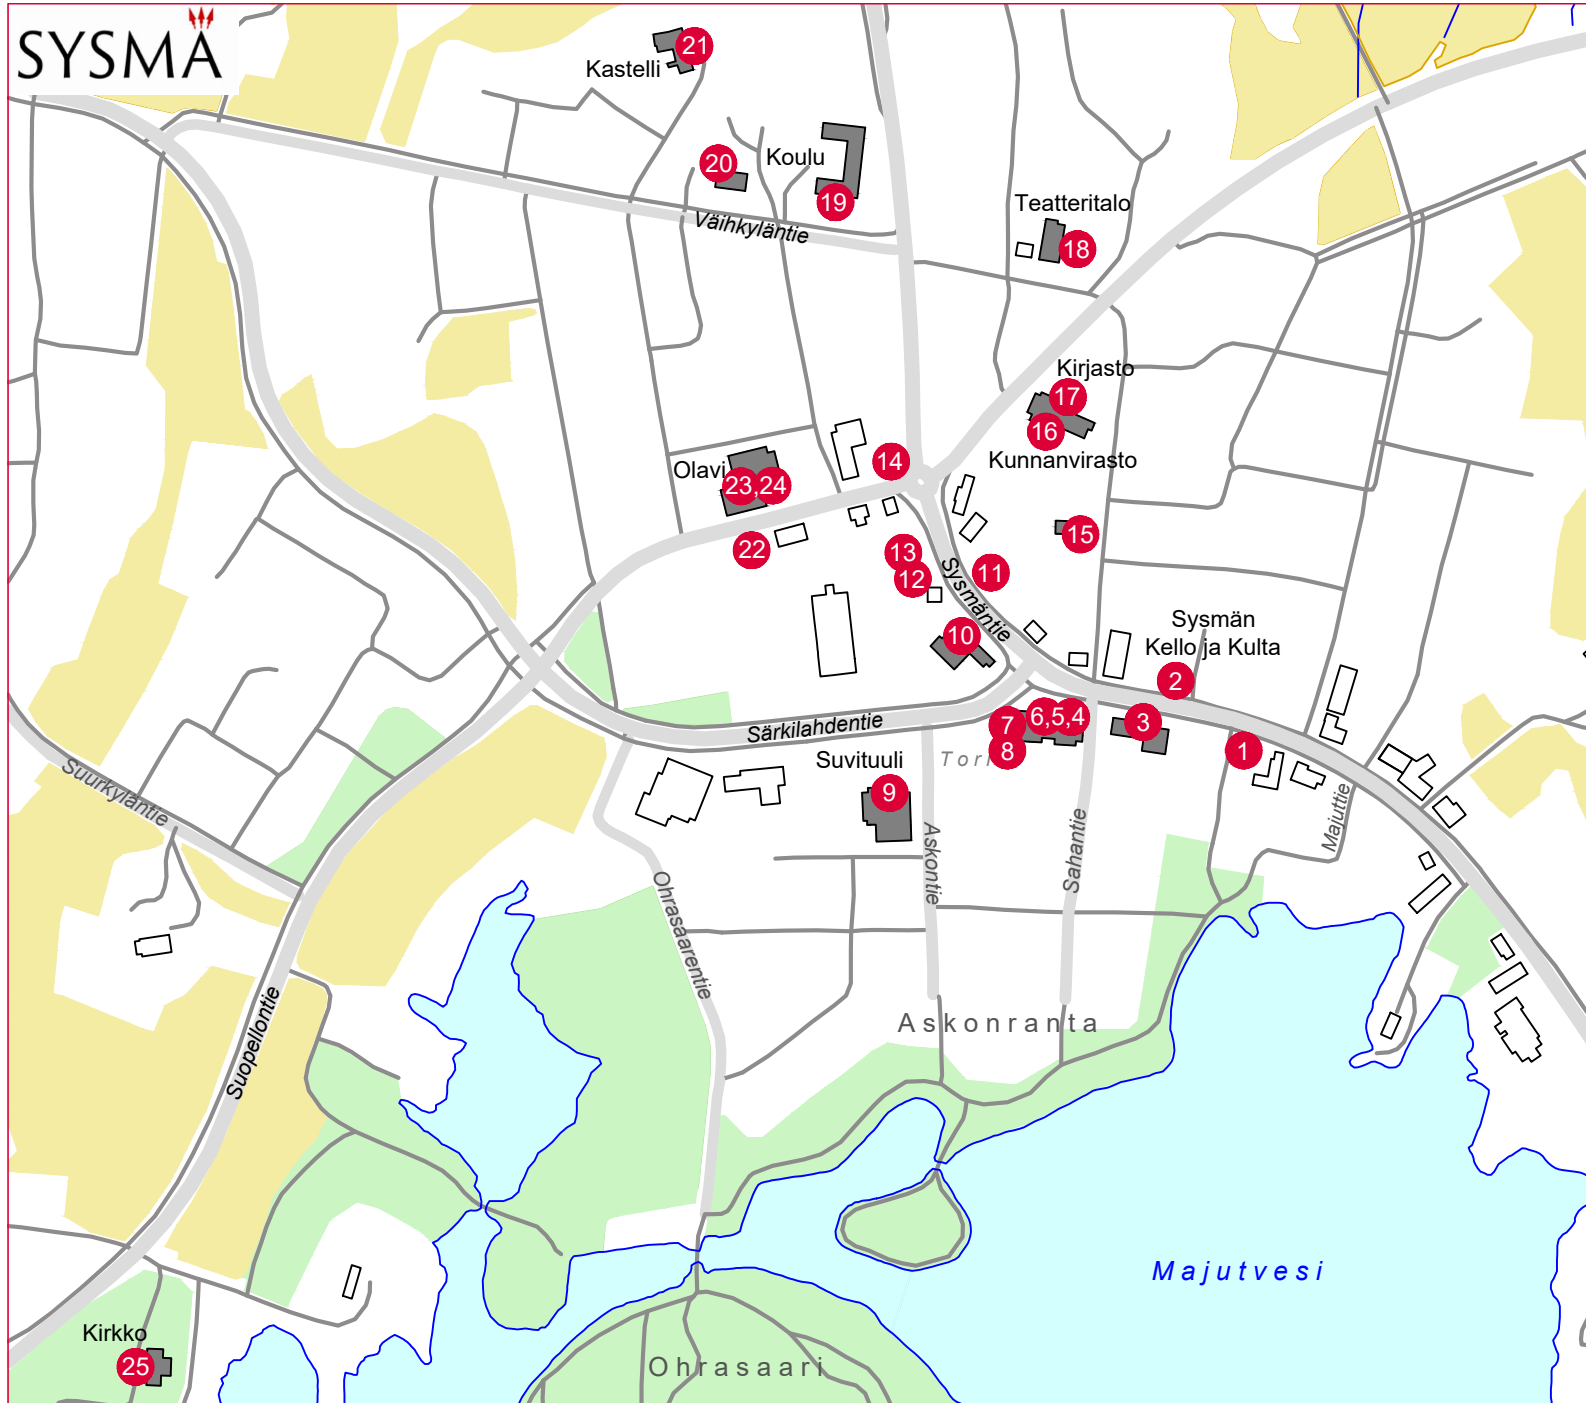 SYSMÄ
21
Kastelli
20
Koulu
19
Väihkyläntie
Teatteritalo
18
Kirjasto
17
16
Kunnanvirasto
14
Olavi
23,24
22
15
13
12
11
Sysmäntie
10
Sysmän
Kello ja Kulta
2
6,5,4
7
3
8
1
Särkilahdentie
Tori
Suvituuli
9
Askontie
Sahantie
Majuttie
Suurkyläntie
Ohrasaarentie
Suopellontie
Askonranta
Majutvesi
Kirkko
25
Ohrasaari